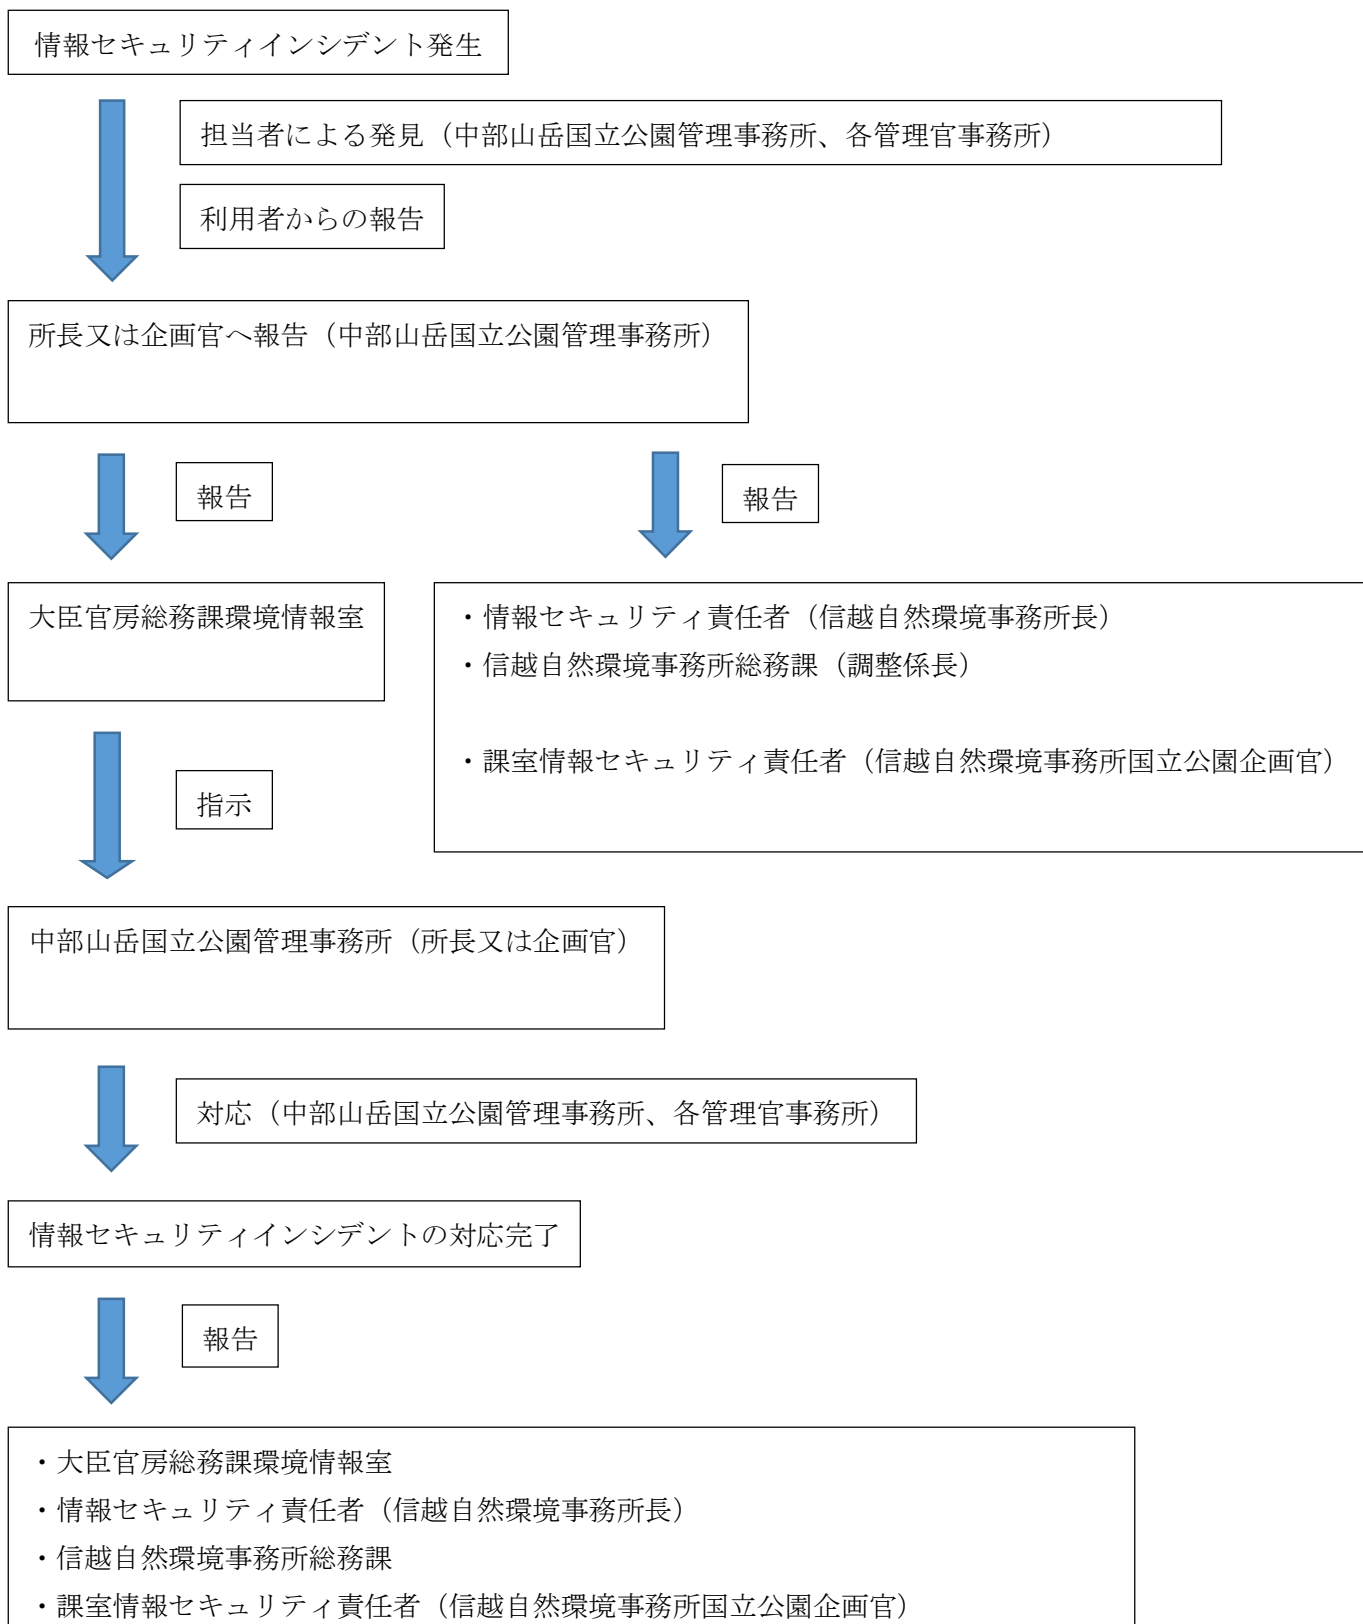 情報セキュリティインシデント発生
担当者による発見（中部山岳国立公園管理事務所、各管理官事務所）
利用者からの報告
所長又は企画官へ報告（中部山岳国立公園管理事務所）
報告
報告
大臣官房総務課環境情報室
・情報セキュリティ責任者（信越自然環境事務所長）
・信越自然環境事務所総務課（調整係長）
・課室情報セキュリティ責任者（信越自然環境事務所国立公園企画官）
指示
中部山岳国立公園管理事務所（所長又は企画官）
対応（中部山岳国立公園管理事務所、各管理官事務所）
情報セキュリティインシデントの対応完了
報告
・大臣官房総務課環境情報室
・情報セキュリティ責任者（信越自然環境事務所長）
・信越自然環境事務所総務課
・課室情報セキュリティ責任者（信越自然環境事務所国立公園企画官）